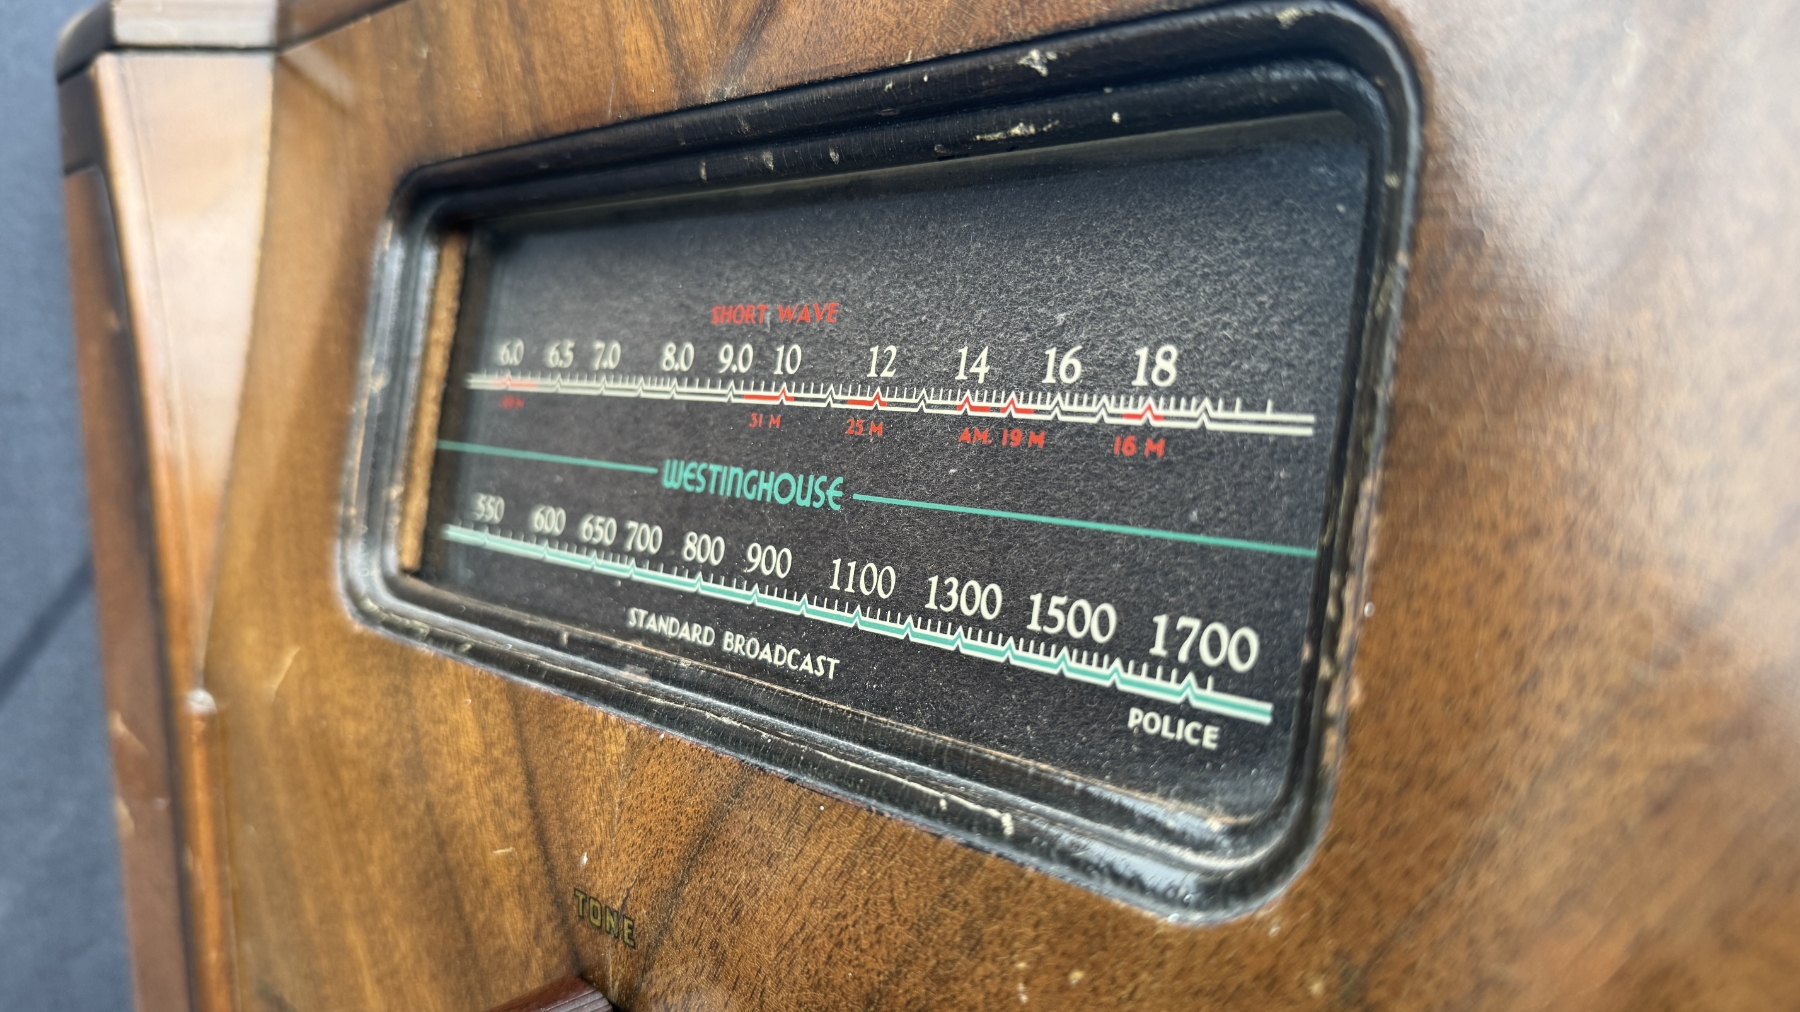 SHORT WAVE
6.0 6.5 7.0 8.0 9.0 10 12 14 16 18
31 M 25 M AM. 19 M 16 M
WESTINGHOUSE
550 600 650 700 800 900 1100 1300 1500 1700
STANDARD BROADCAST
POLICE
TONE